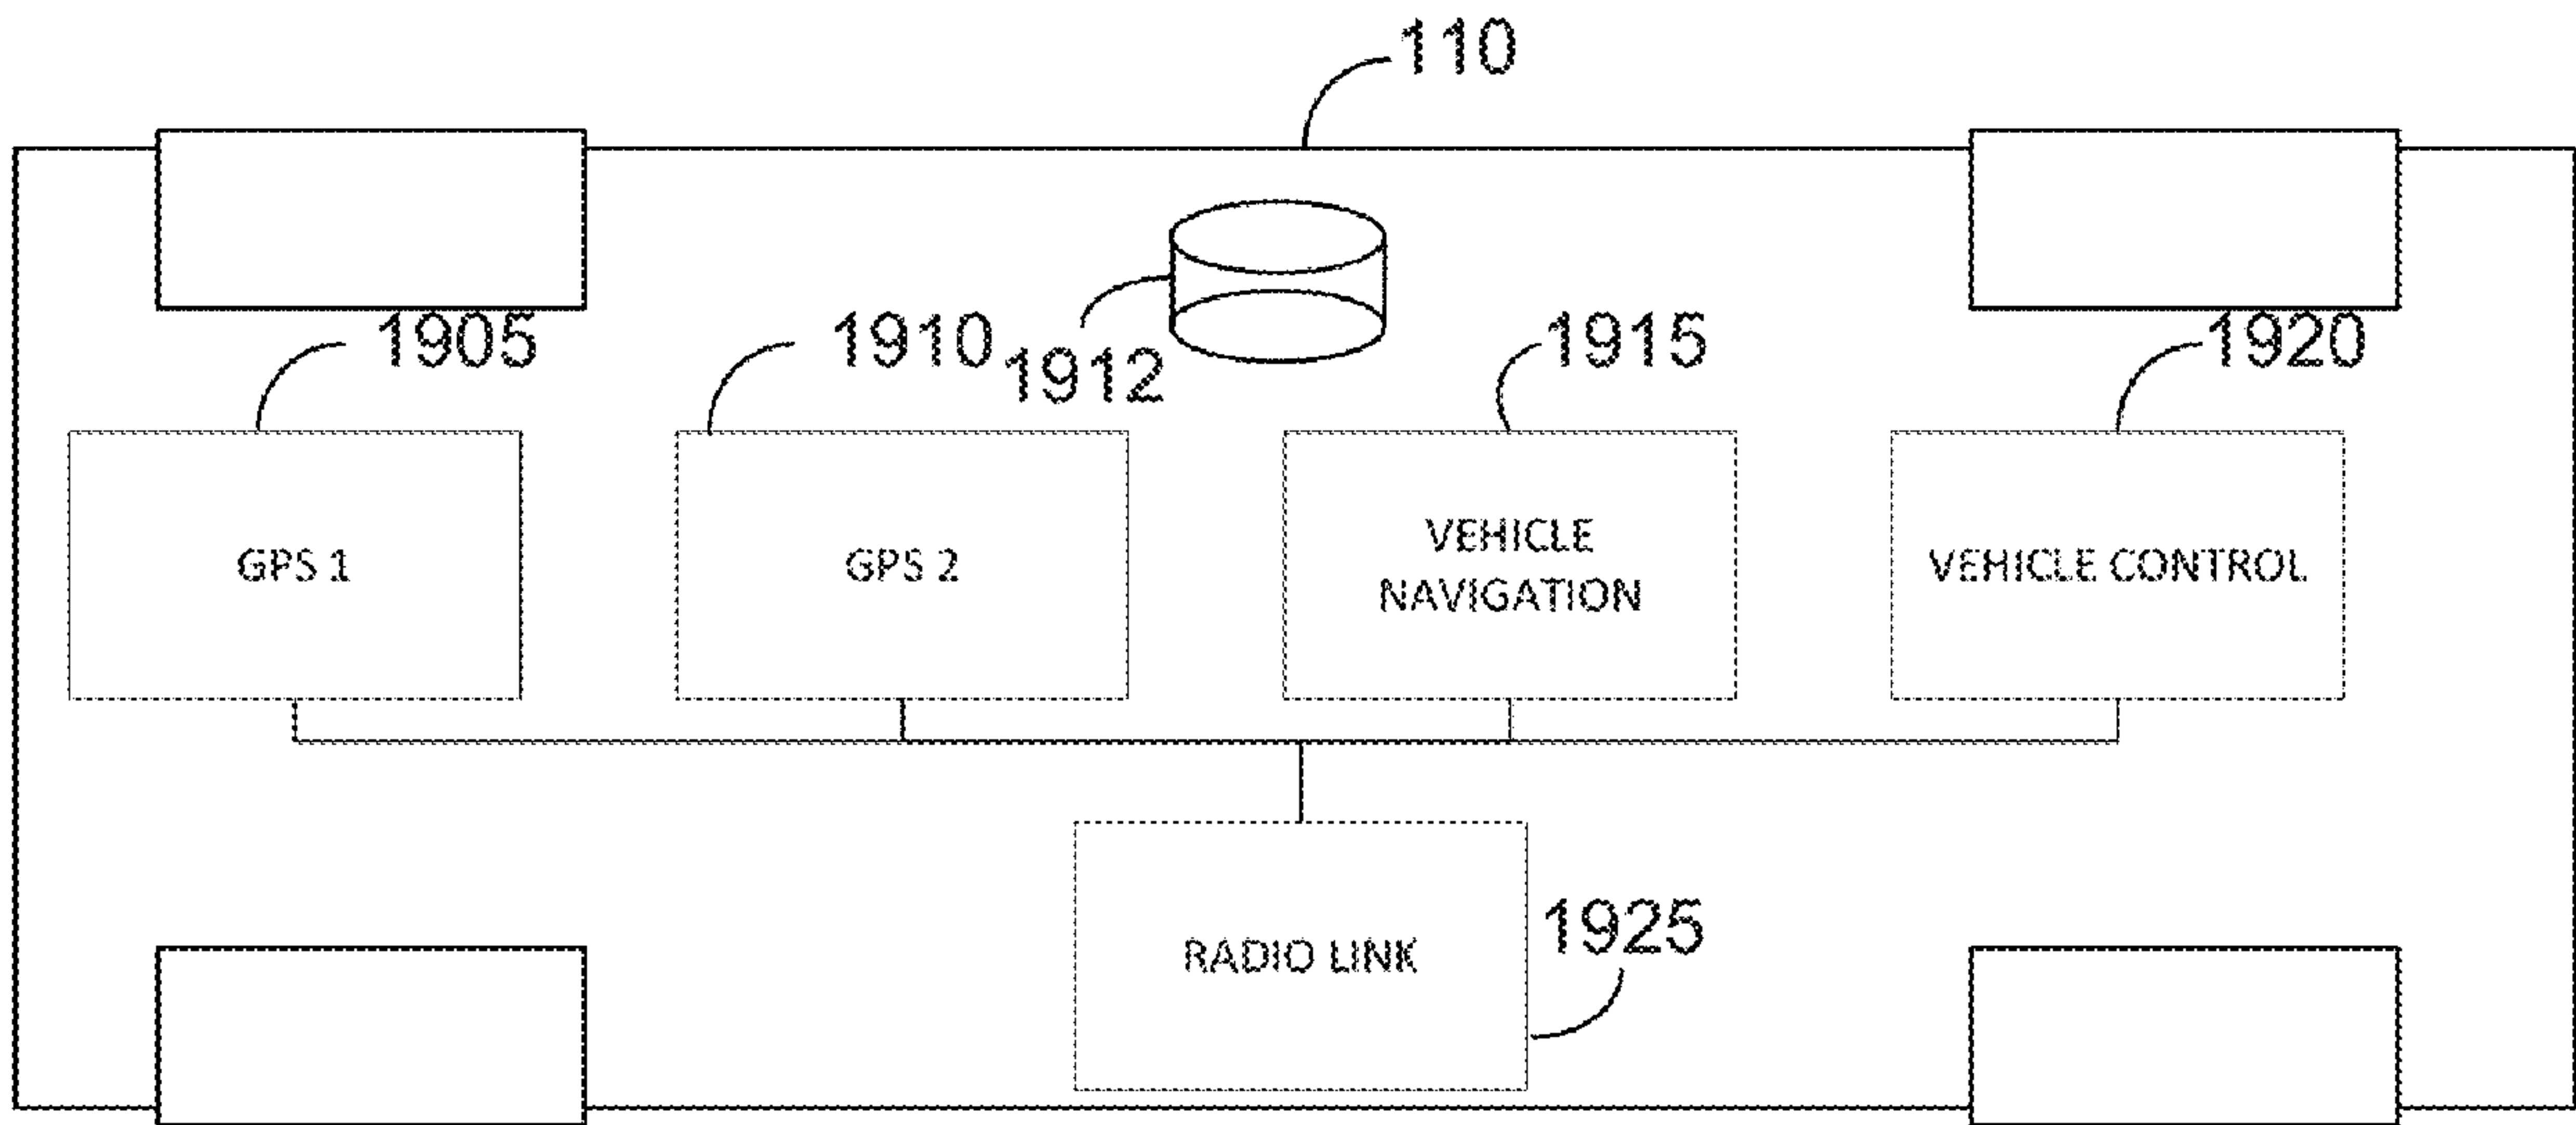 110
1905
1910
1912
1915
1920
GPS 1
GPS 2
VEHICLE
NAVIGATION
VEHICLE CONTROL
RADIO LINK
1925